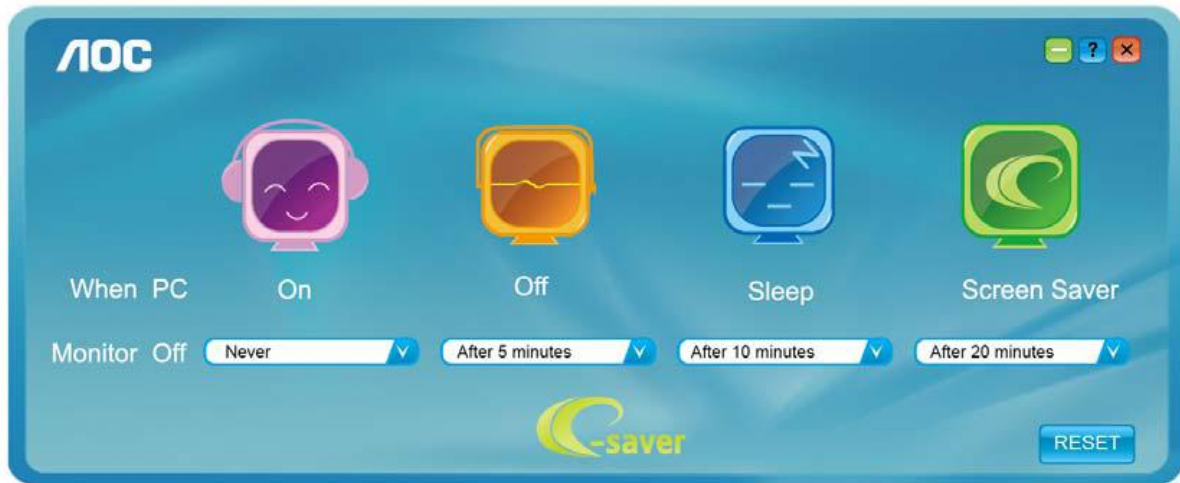 AOC
?
When PC On Off Sleep Screen Saver
Monitor Off Never After 5 minutes After 10 minutes After 20 minutes
e-saver
RESET